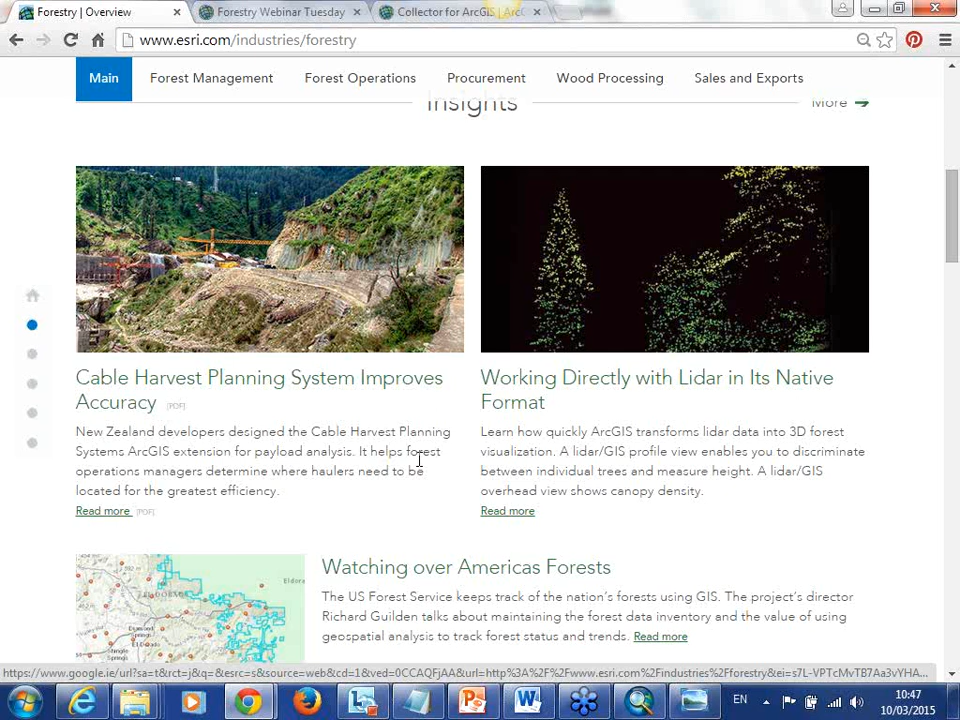 Forestry | Overview
Forestry Webinar Tuesday
Collector for ArcGIS | ArcG
www.esri.com/industries/forestry
Main
Forest Management
Forest Operations
Procurement
Wood Processing
Sales and Exports
Insights
More
Cable Harvest Planning System Improves
Accuracy [PDF]
New Zealand developers designed the Cable Harvest Planning
Systems ArcGIS extension for payload analysis. It helps forest
operations managers determine where haulers need to be
located for the greatest efficiency.
Read more [PDF]
Working Directly with Lidar in Its Native
Format
Learn how quickly ArcGIS transforms lidar data into 3D forest
visualization. A lidar/GIS profile view enables you to discriminate
between individual trees and measure height. A lidar/GIS
overhead view shows canopy density.
Read more
Watching over Americas Forests
The US Forest Service keeps track of the nation's forests using GIS. The project's director
Richard Guilden talks about maintaining the forest data inventory and the value of using
geospatial analysis to track forest status and trends. Read more
EN
10:47
10/03/2015